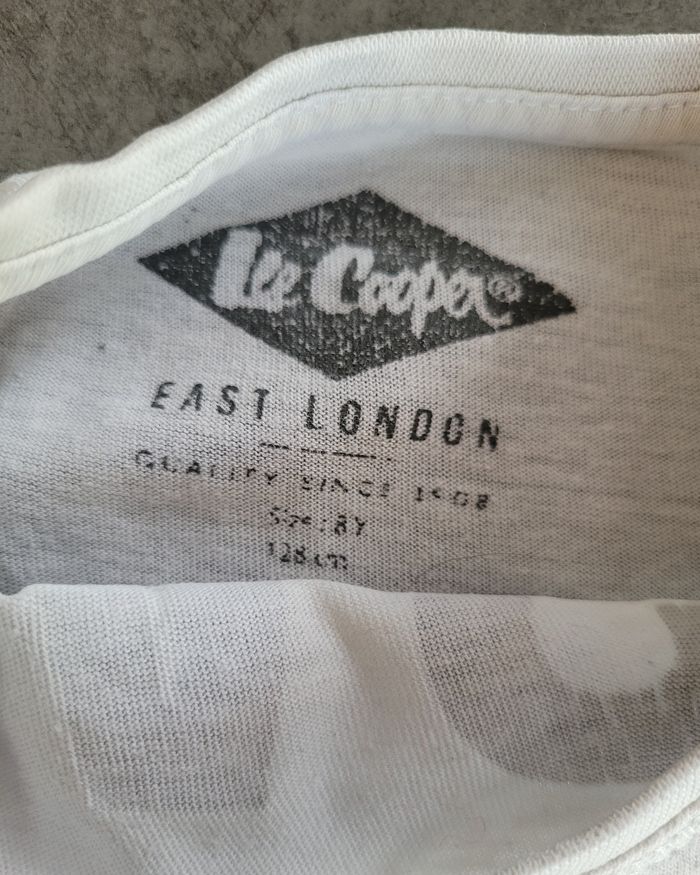 Lee Cooper®
EAST LONDON
QUALITY SINCE 1908
Size: 8Y
128 cm